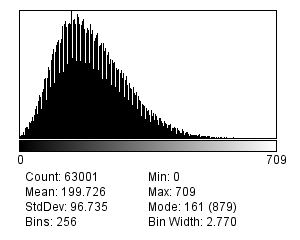 0 709
Count: 63001 Min: 0
Mean: 199.726 Max: 709
StdDev: 96.735 Mode: 161 (879)
Bins: 256 Bin Width: 2.770